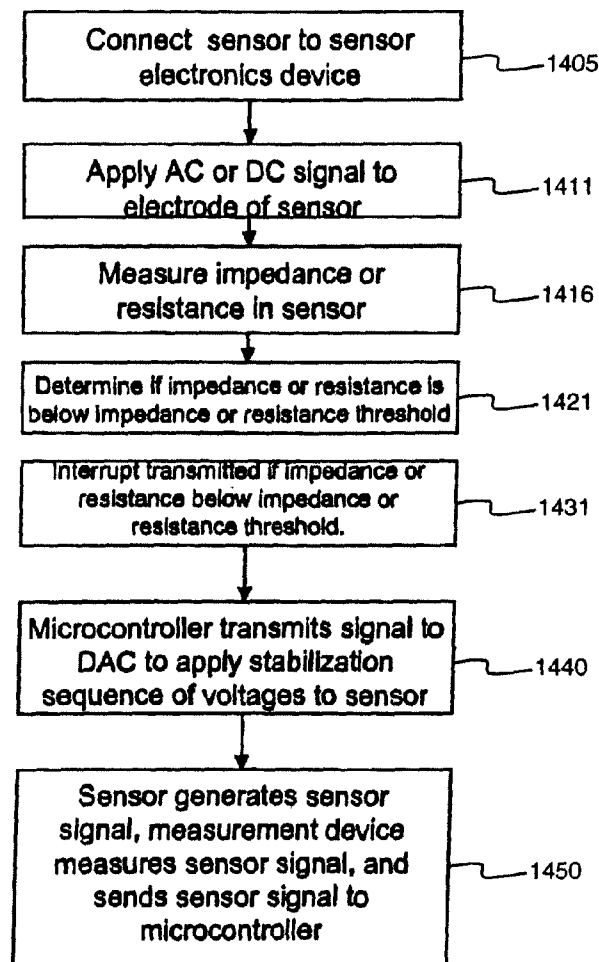 Connect sensor to sensor
electronics device
1405
Apply AC or DC signal to
electrode of sensor
1411
Measure impedance or
resistance in sensor
1416
Determine if impedance or resistance is
below impedance or resistance threshold
1421
Interrupt transmitted if impedance or
resistance below impedance or
resistance threshold.
1431
Microcontroller transmits signal to
DAC to apply stabilization
sequence of voltages to sensor
1440
Sensor generates sensor
signal, measurement device
measures sensor signal, and
sends sensor signal to
microcontroller
1450